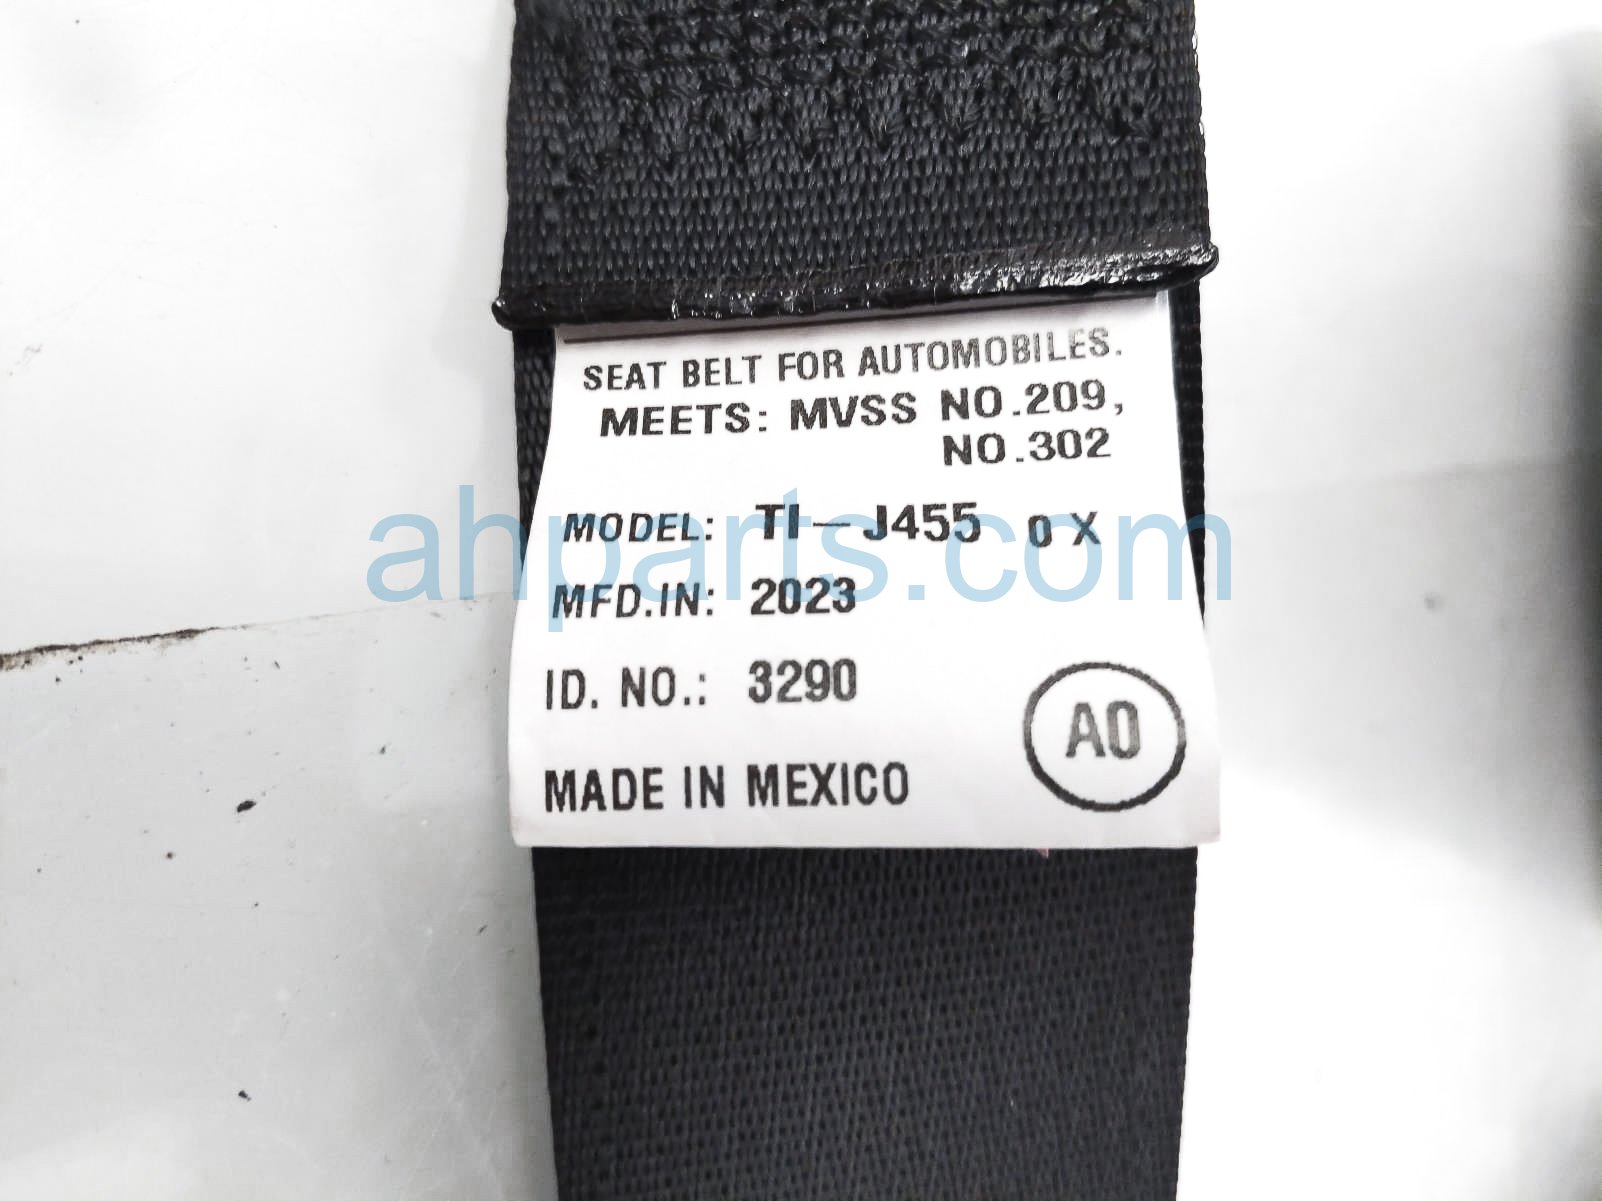 SEAT BELT FOR AUTOMOBILES.
MEETS: MVSS NO.209,
NO.302
MODEL: TI-J455 0 X
ahparts.com
MFD.IN: 2023
ID. NO.: 3290
A0
MADE IN MEXICO